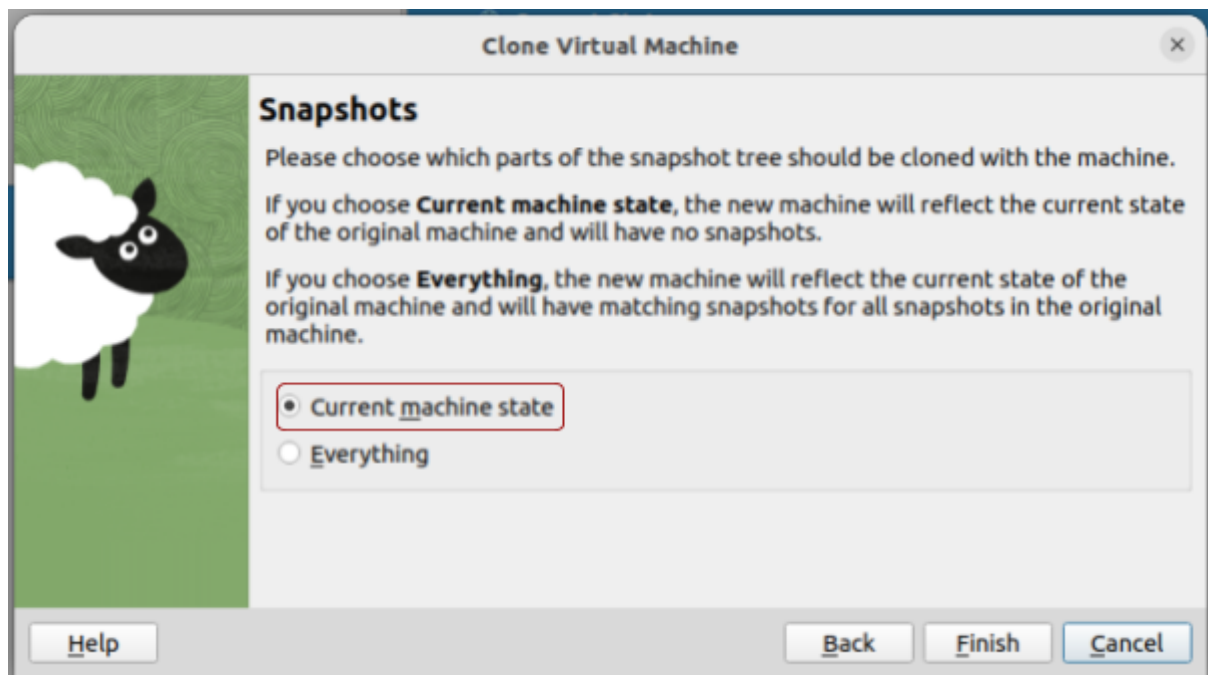 Clone Virtual Machine
Snapshots
Please choose which parts of the snapshot tree should be cloned with the machine.
If you choose Current machine state, the new machine will reflect the current state
of the original machine and will have no snapshots.
If you choose Everything, the new machine will reflect the current state of the
original machine and will have matching snapshots for all snapshots in the original
machine.
Current machine state
Everything
Help
Back
Finish
Cancel